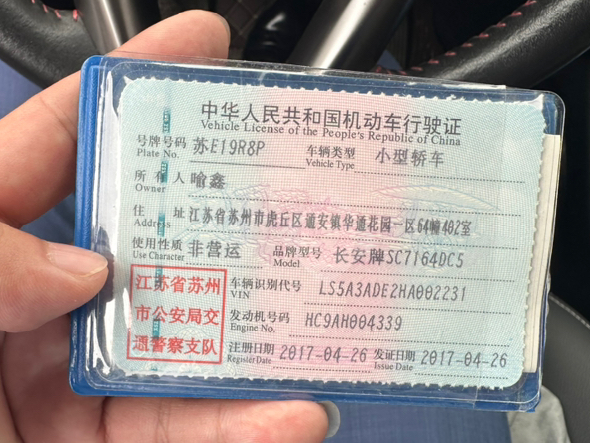 中华人民共和国机动车行驶证
Vehicle License of the People's Republic of China
号牌号码 苏E19R8P 车辆类型 小型轿车
Plate No. Vehicle Type
所有人 喻鑫
Owner
住址 江苏省苏州市虎丘区通安镇华通花园一区64幢402室
Address
使用性质 非营运 品牌型号 长安牌SC7164DC5
Use Character Model
江苏省苏州 车辆识别代号 LS5A3ADE2HA002231
VIN
市公安局交 发动机号码 HC9AH004339
Engine No.
通警察支队 注册日期 2017-04-26 发证日期 2017-04-26
Register Date Issue Date